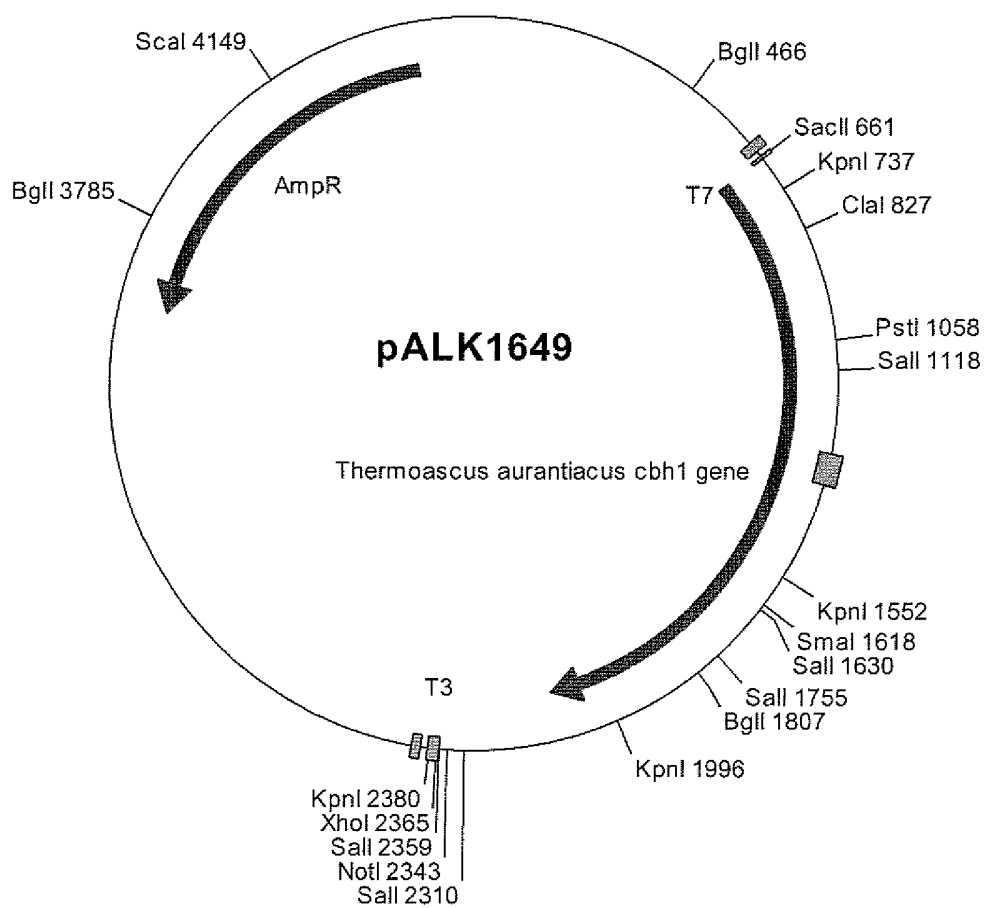 ScaI 4149
BglI 466
SacII 661
KpnI 737
AmpR
BglI 3785
T7
ClaI 827
pALK1649
PstI 1058
SalI 1118
Thermoascus aurantiacus cbh1 gene
KpnI 1552
SmaI 1618
SalI 1630
SalI 1755
T3
BglI 1807
KpnI 1996
KpnI 2380
XhoI 2365
SalI 2359
NotI 2343
SalI 2310